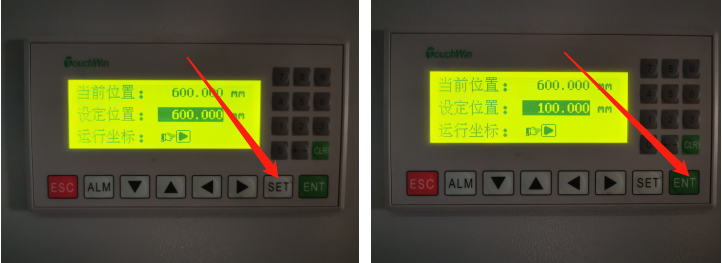 TouchWin
当前位置: 600.000 mm
设定位置: 600.000 mm
运行坐标:
CLR
ESC ALM SET ENT
TouchWin
当前位置: 600.000 mm
设定位置: 100.000 mm
运行坐标:
CLR
ESC ALM SET ENT